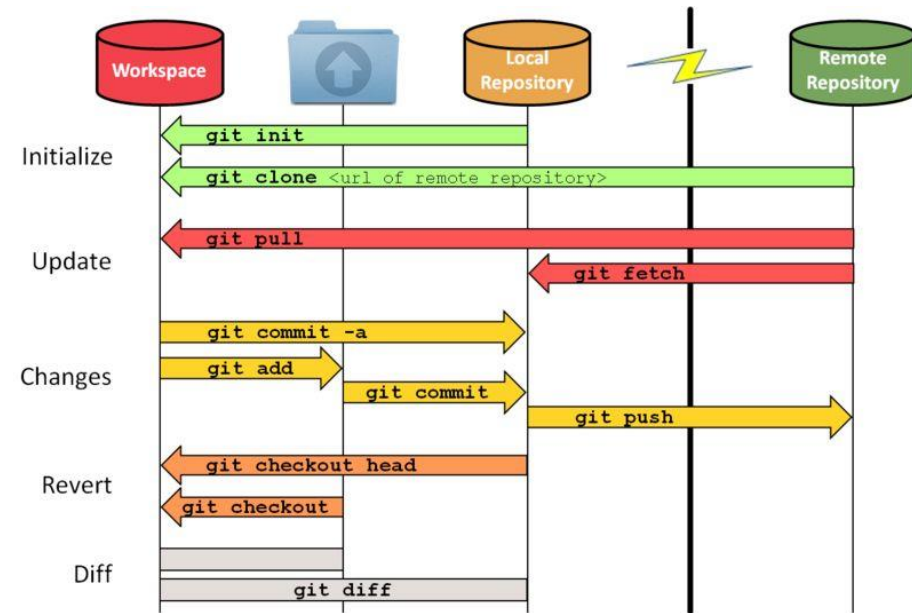 Workspace
Local
Repository
Remote
Repository
Initialize
git init
git clone <url of remote repository>
Update
git pull
git fetch
Changes
git commit -a
git add
git commit
git push
Revert
git checkout head
git checkout
Diff
git diff